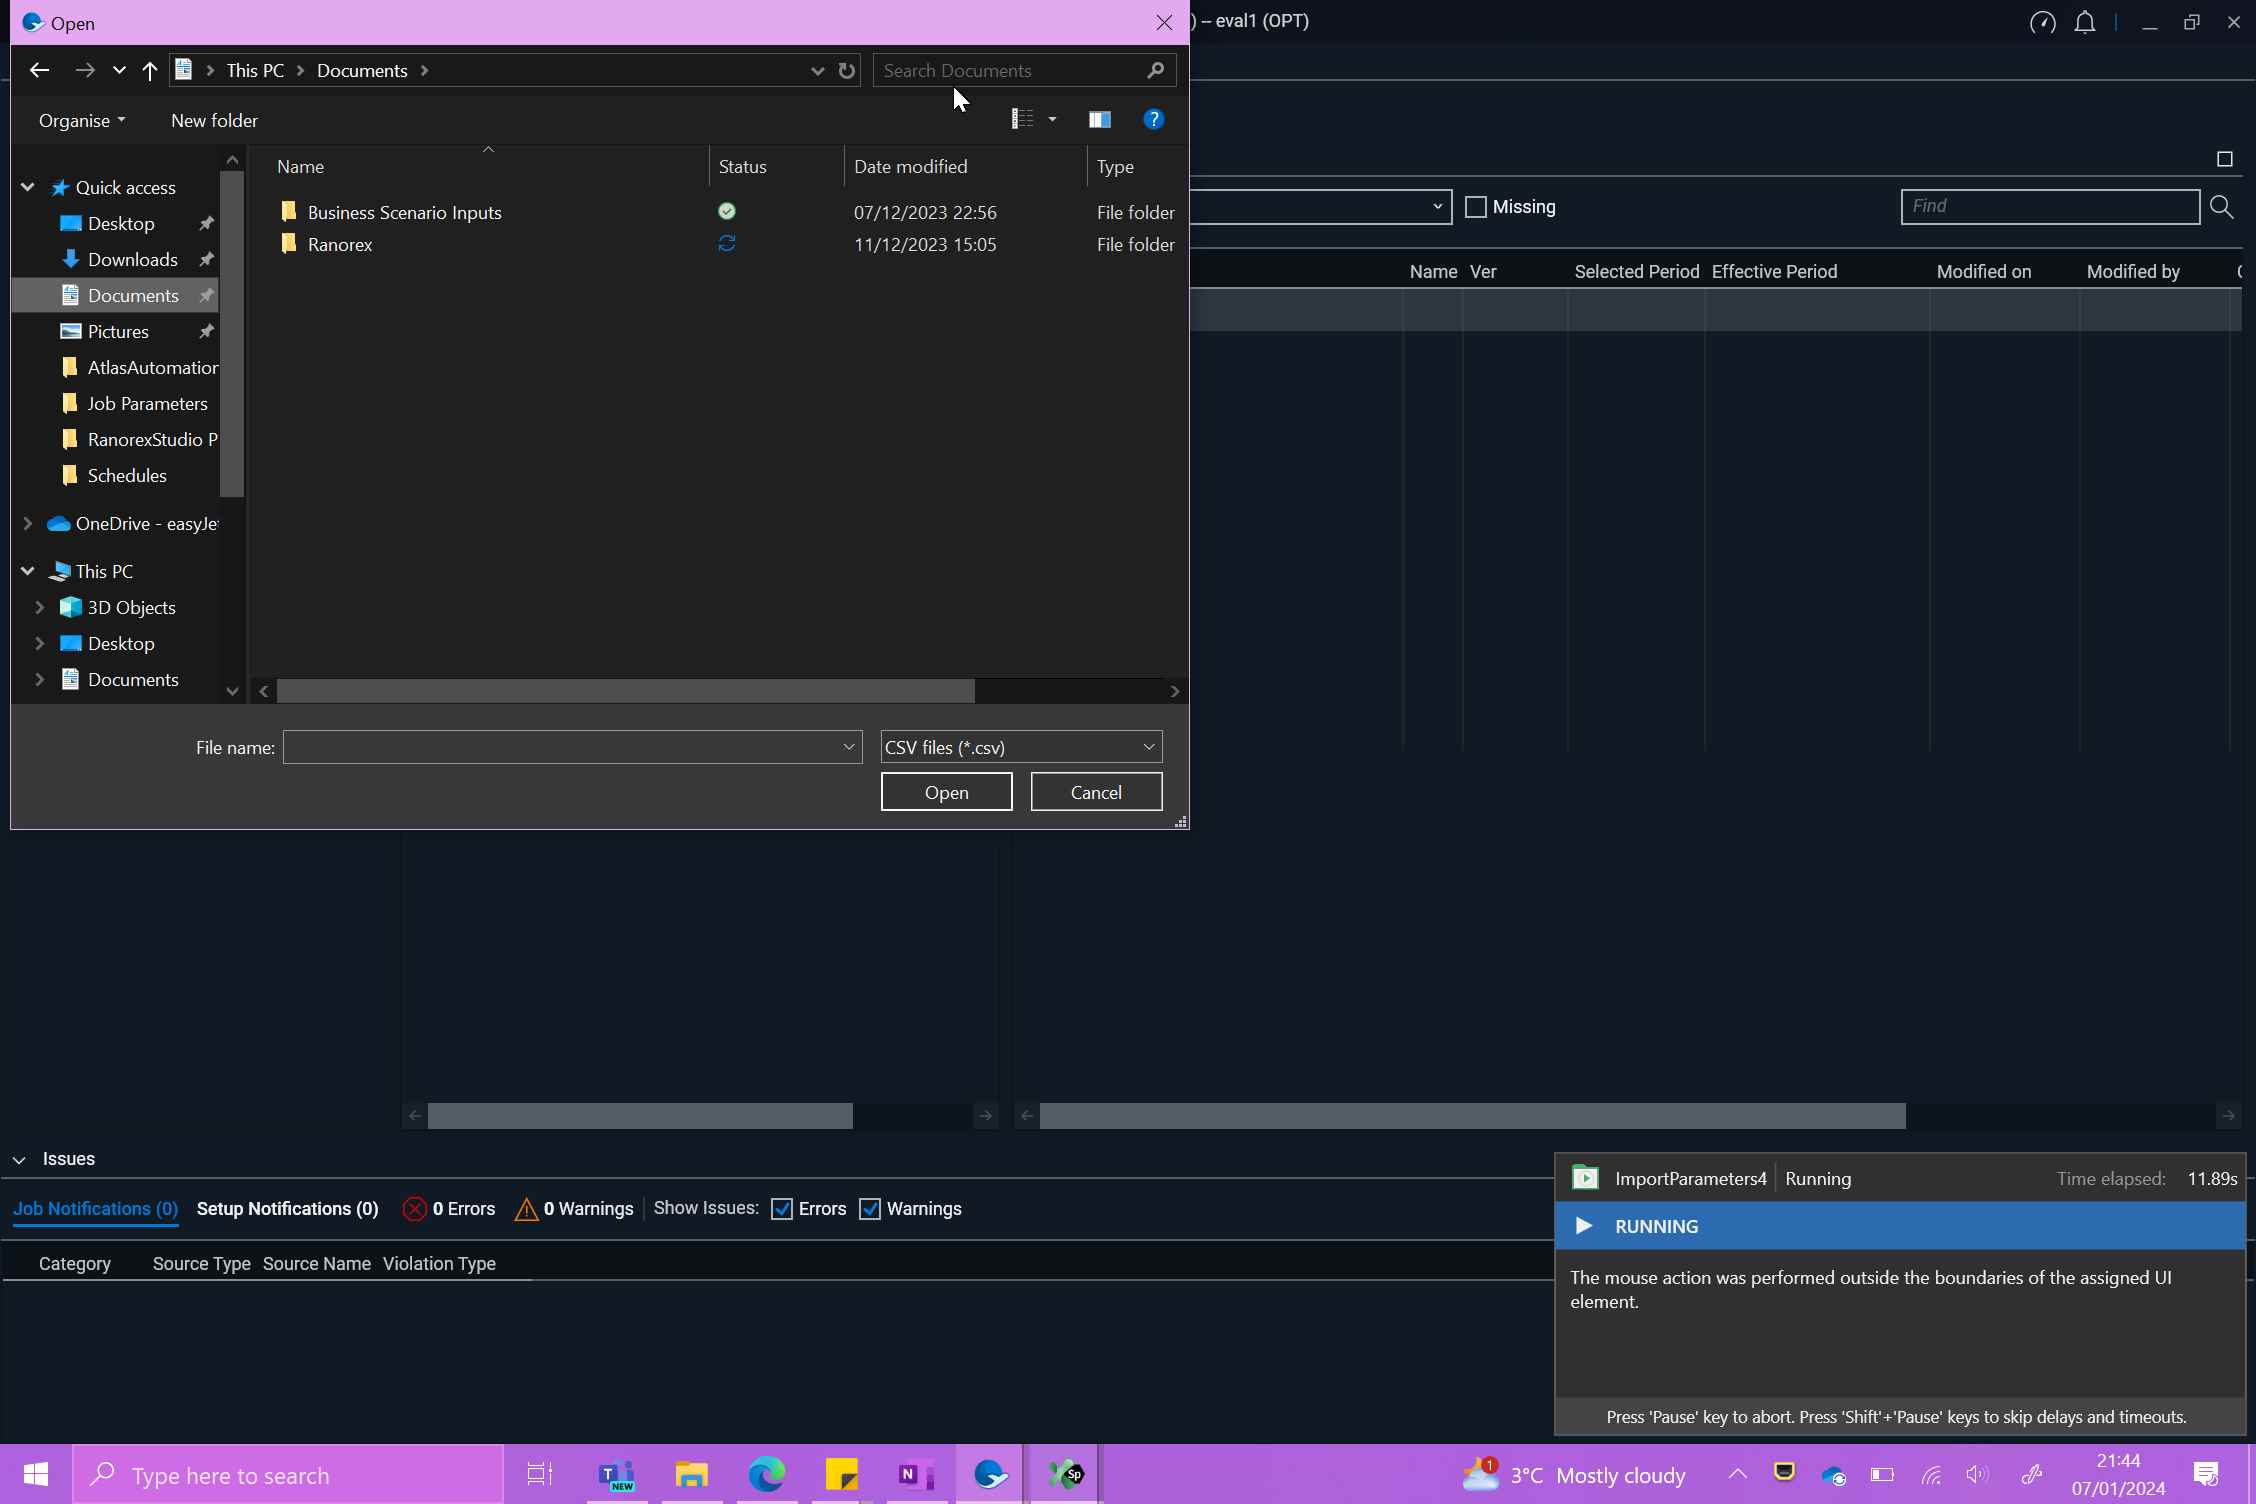 Open
) – eval1 (OPT)
This PC
Documents
Search Documents
Organise
New folder
Name
Status
Date modified
Type
Business Scenario Inputs
07/12/2023 22:56
File folder
Ranorex
11/12/2023 15:05
File folder
Quick access
Desktop
Downloads
Documents
Pictures
AtlasAutomation
Job Parameters
RanorexStudio P
Schedules
OneDrive - easyJet
This PC
3D Objects
Desktop
Documents
File name:
CSV files (*.csv)
Open
Cancel
Missing
Find
Name
Ver
Selected Period
Effective Period
Modified on
Modified by
Issues
Job Notifications (0)
Setup Notifications (0)
0 Errors
0 Warnings
Show Issues:
Errors
Warnings
Category
Source Type
Source Name
Violation Type
ImportParameters4
Running
Time elapsed: 11.89s
RUNNING
The mouse action was performed outside the boundaries of the assigned UI
element.
Press 'Pause' key to abort. Press 'Shift'+'Pause' keys to skip delays and timeouts.
Type here to search
T
NEW
N
Sp
1
3°C Mostly cloudy
21:44
07/01/2024